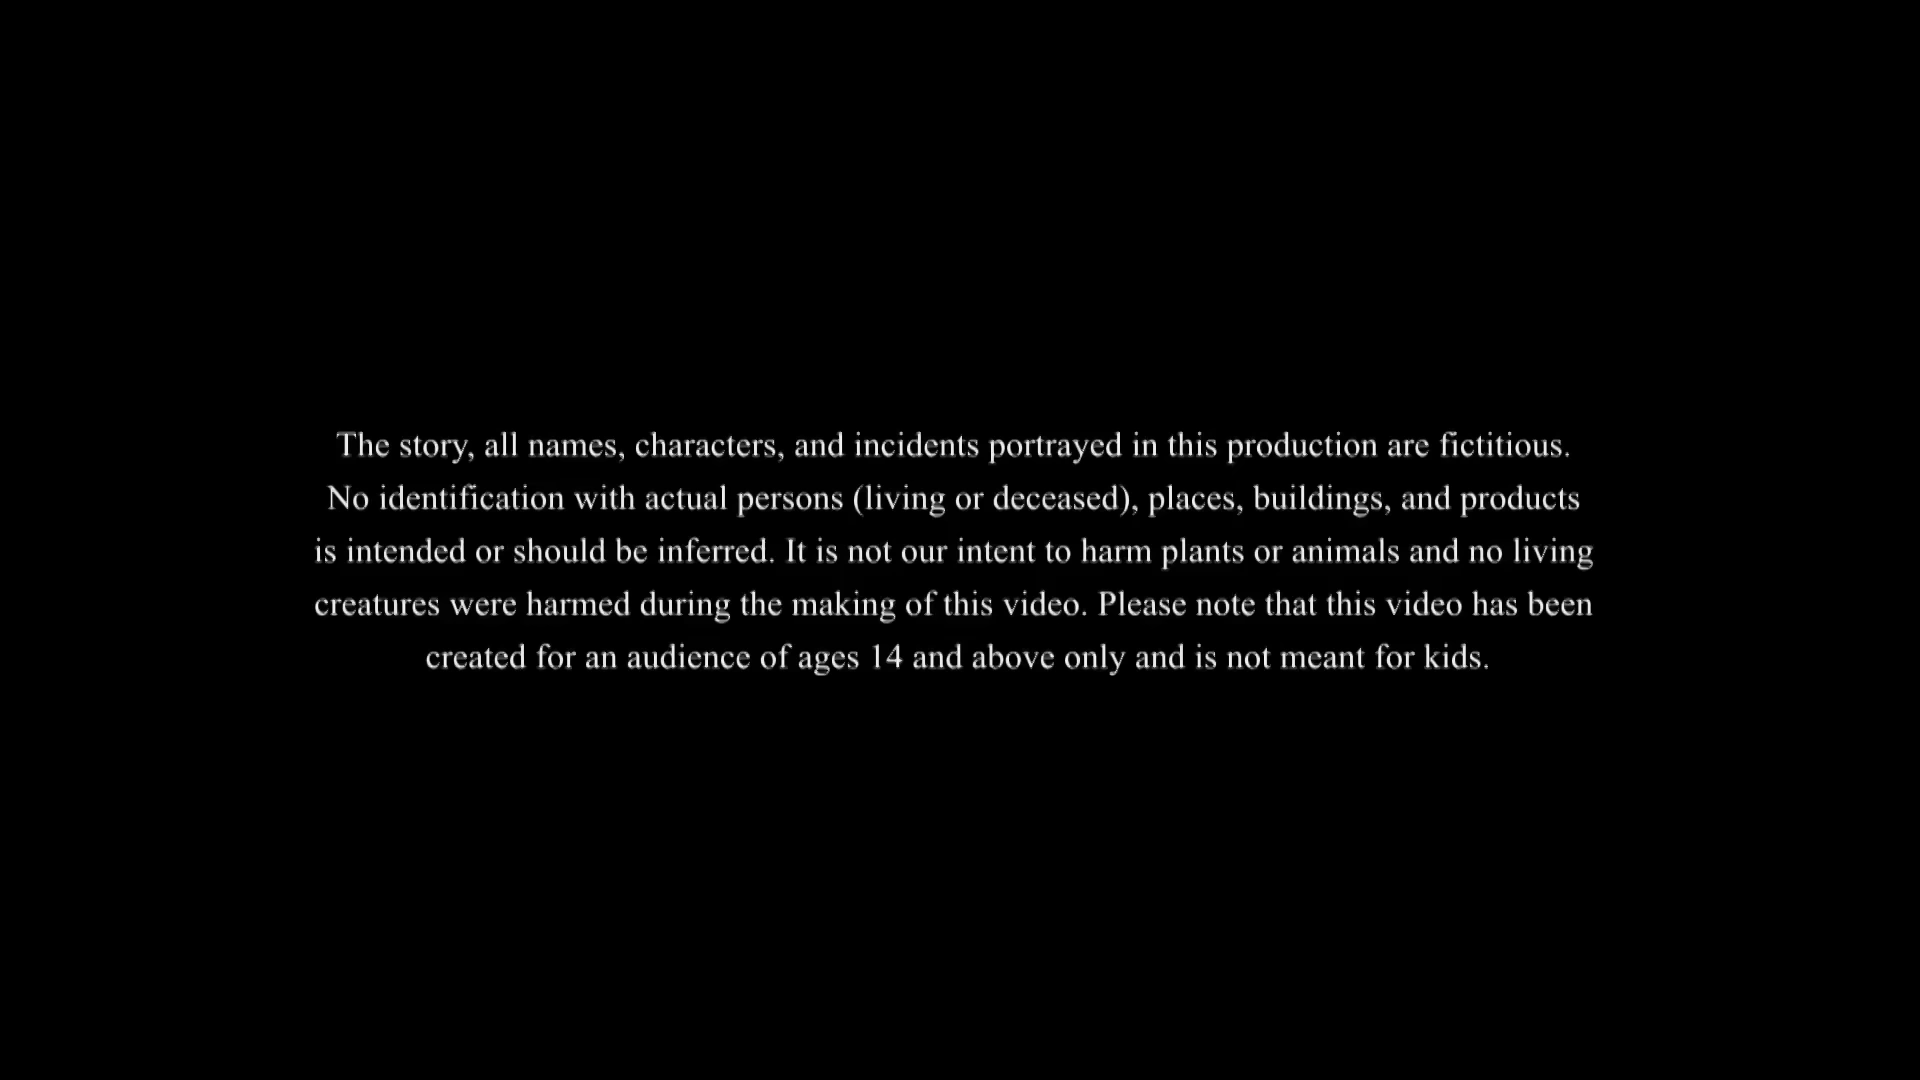 The story, all names, characters, and incidents portrayed in this production are fictitious.
No identification with actual persons (living or deceased), places, buildings, and products
is intended or should be inferred. It is not our intent to harm plants or animals and no living
creatures were harmed during the making of this video. Please note that this video has been
created for an audience of ages 14 and above only and is not meant for kids.